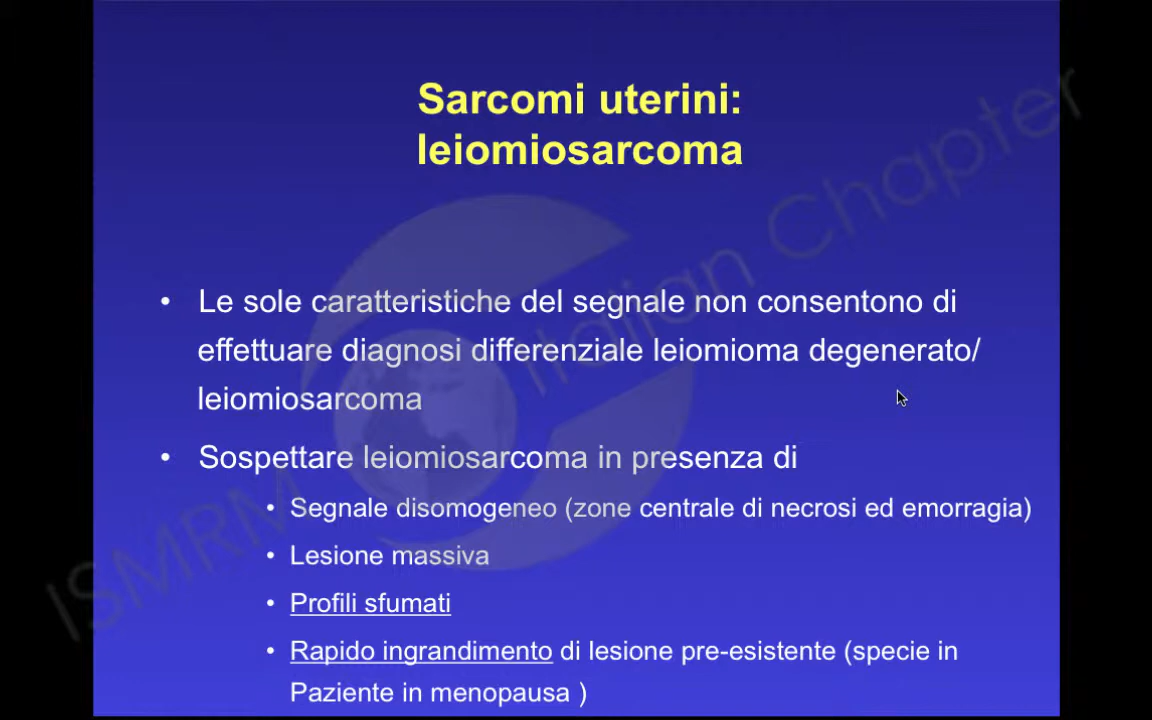 Sarcomi uterini:
leiomiosarcoma
• Le sole caratteristiche del segnale non consentono di
effettuare diagnosi differenziale leiomioma degenerato/
leiomiosarcoma
• Sospettare leiomiosarcoma in presenza di
• Segnale disomogeneo (zone centrale di necrosi ed emorragia)
• Lesione massiva
• Profili sfumati
• Rapido ingrandimento di lesione pre-esistente (specie in
Paziente in menopausa )
ISMRM Italian Chapter